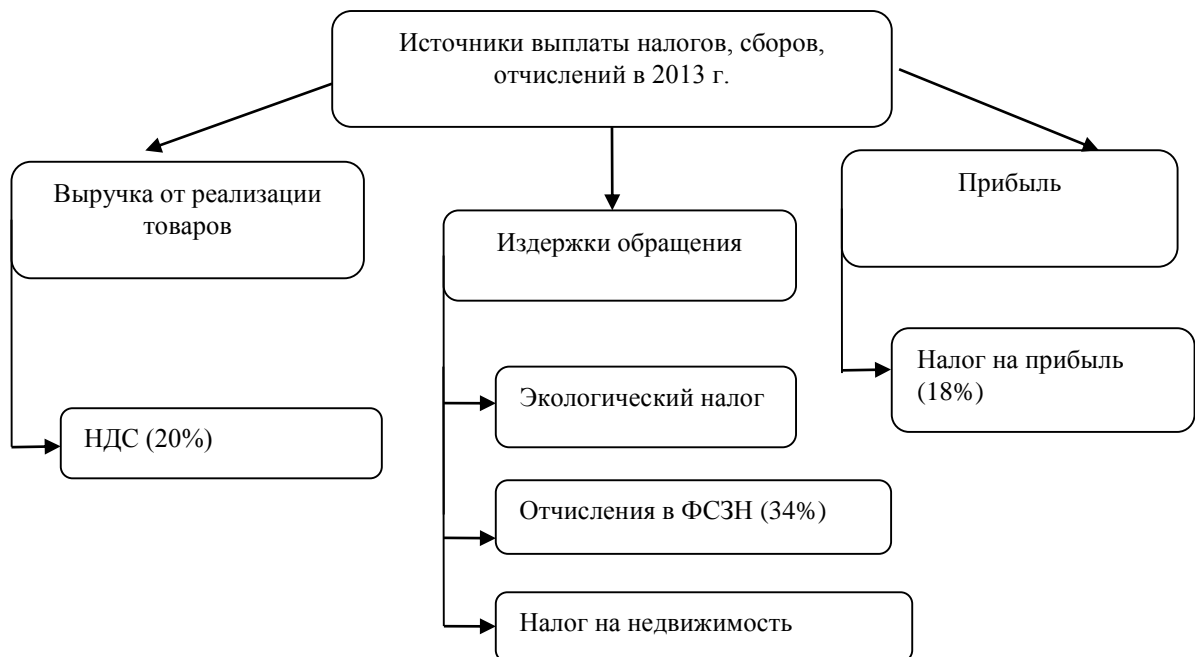 Источники выплаты налогов, сборов,
отчислений в 2013 г.
Выручка от реализации
товаров
Издержки обращения
Прибыль
Налог на прибыль
(18%)
Экологический налог
НДС (20%)
Отчисления в ФСЗН (34%)
Налог на недвижимость